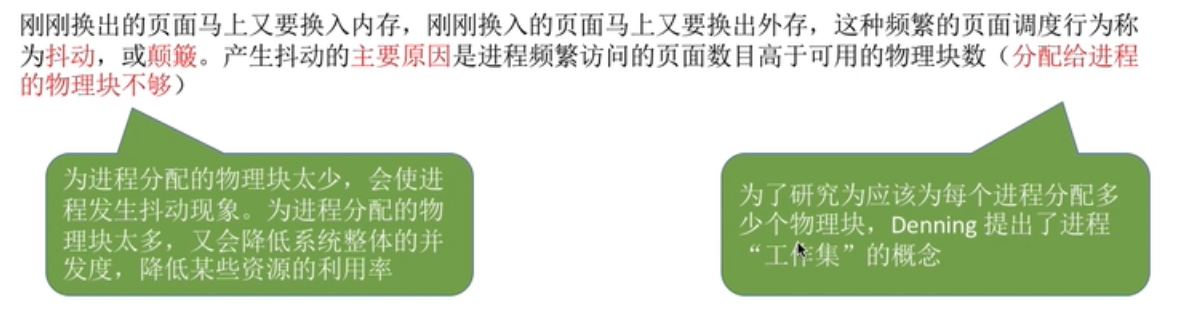 刚刚换出的页面马上又要换入内存，刚刚换入的页面马上又要换出外存，这种频繁的页面调度行为称
为抖动，或颠簸。产生抖动的主要原因是进程频繁访问的页面数目高于可用的物理块数（分配给进程
的物理块不够）
为进程分配的物理块太少，会使进
程发生抖动现象。为进程分配的物
理块太多，又会降低系统整体的并
发度，降低某些资源的利用率
为了研究为应该为每个进程分配多
少个物理块，Denning 提出了进程
“工作集”的概念